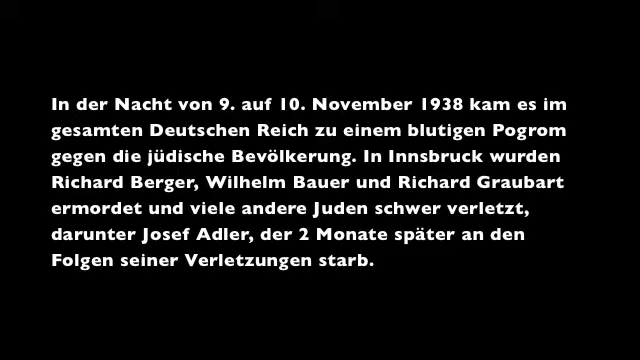 In der Nacht von 9. auf 10. November 1938 kam es im
gesamten Deutschen Reich zu einem blutigen Pogrom
gegen die jüdische Bevölkerung. In Innsbruck wurden
Richard Berger, Wilhelm Bauer und Richard Graubart
ermordet und viele andere Juden schwer verletzt,
darunter Josef Adler, der 2 Monate später an den
Folgen seiner Verletzungen starb.